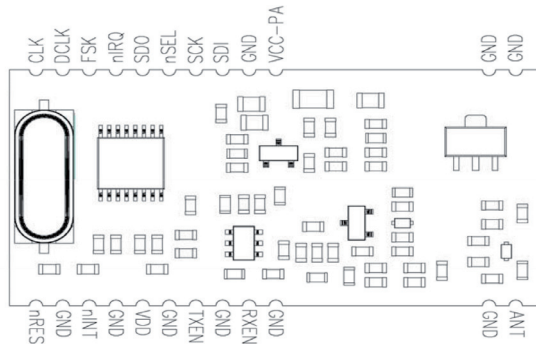 CLK DCLK FSK nIRQ SDO nSEL SCK SDI GND VCC-PA GND GND
nRES GND nINT GND VDD GND TXEN GND RXEN GND GND ANT